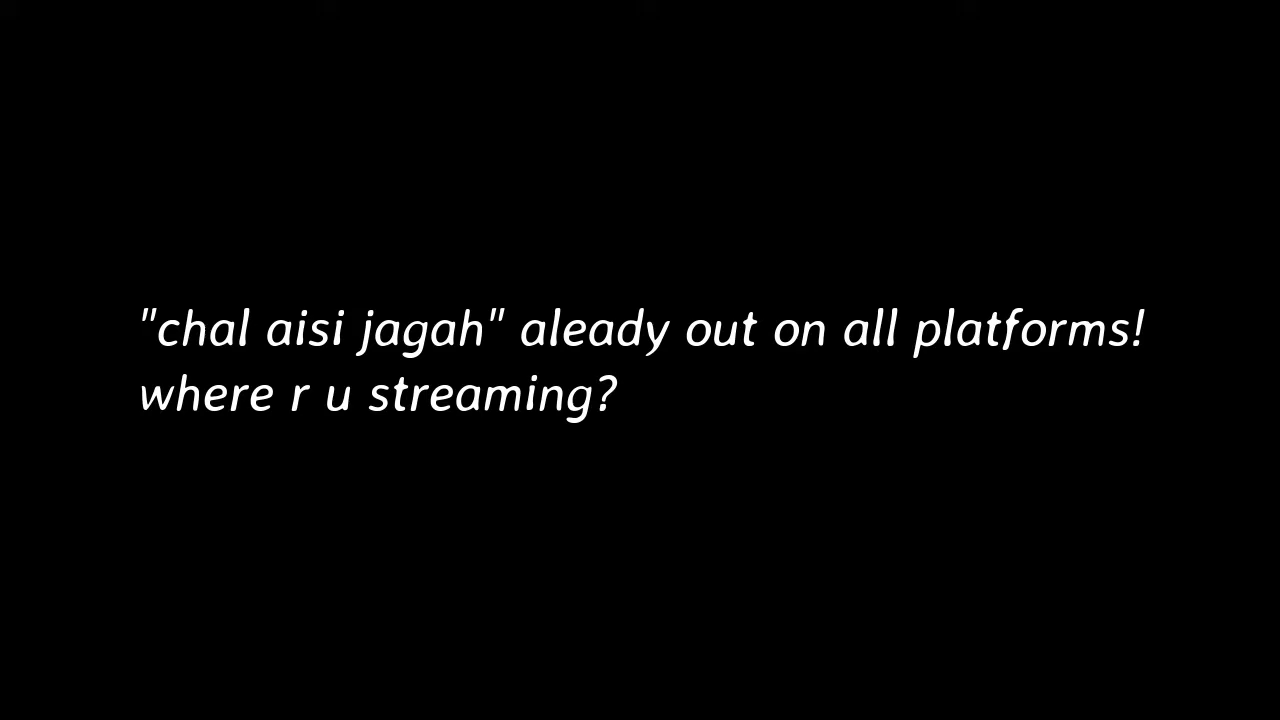 "chal aisi jagah" aleady out on all platforms!
where r u streaming?